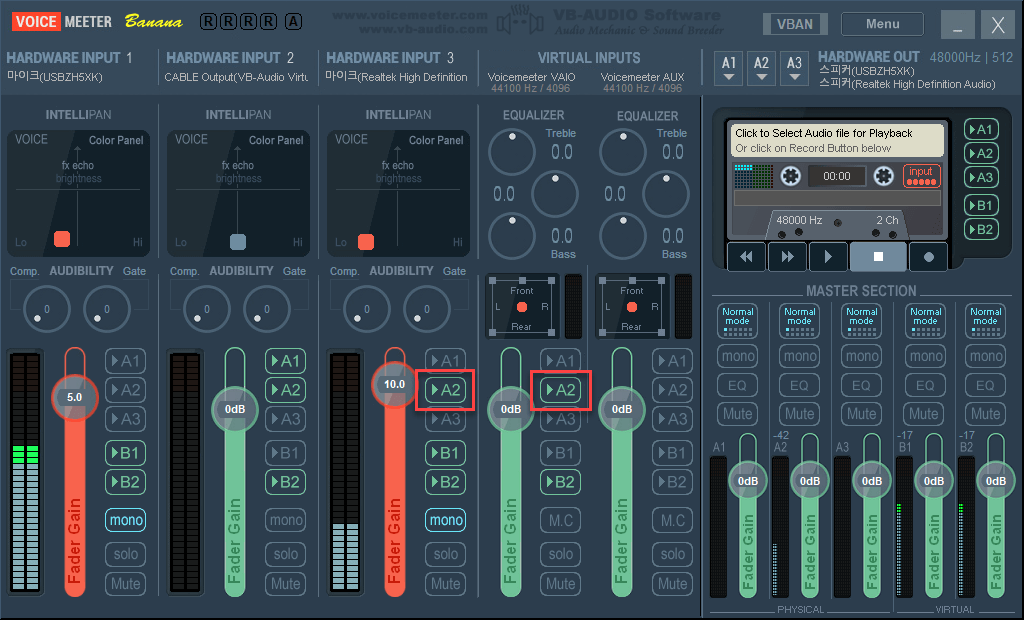 VOICE MEETER Banana R R R R A
www.voicemeeter.com
www.vb-audio.com
VB-AUDIO Software
Audio Mechanic & Sound Breeder
VBAN Menu _ X
HARDWARE INPUT 1
마이크(USBZH5XK)
HARDWARE INPUT 2
CABLE Output(VB-Audio Virtu
HARDWARE INPUT 3
마이크(Realtek High Definition
VIRTUAL INPUTS
Voicemeeter VAIO
44100 Hz / 4096
Voicemeeter AUX
44100 Hz / 4096
A1 A2 A3
HARDWARE OUT 48000Hz | 512
스피커(USBZH5XK)
스피커(Realtek High Definition Audio)
INTELLIPAN
VOICE Color Panel
fx echo
brightness
Lo Hi
INTELLIPAN
VOICE Color Panel
fx echo
brightness
Lo Hi
INTELLIPAN
VOICE Color Panel
fx echo
brightness
Lo Hi
EQUALIZER
Treble
0.0
0.0
0.0
Bass
EQUALIZER
Treble
0.0
0.0
0.0
Bass
Click to Select Audio file for Playback
Or click on Record Button below
00:00 input
48000 Hz 2 Ch
A1
A2
A3
B1
B2
Comp. AUDIBILITY Gate
0 0
Comp. AUDIBILITY Gate
0 0
Comp. AUDIBILITY Gate
0 0
Front
L R
Rear
Front
L R
Rear
5.0
Fader Gain
A1
A2
A3
B1
B2
mono
solo
Mute
0dB
Fader Gain
A1
A2
A3
B1
B2
mono
solo
Mute
10.0
Fader Gain
A1
A2
A3
B1
B2
mono
solo
Mute
0dB
Fader Gain
A1
A2
A3
B1
B2
M.C
solo
Mute
0dB
Fader Gain
A1
A2
A3
B1
B2
M.C
solo
Mute
MASTER SECTION
Normal mode Normal mode Normal mode Normal mode Normal mode
mono mono mono mono mono
EQ EQ EQ EQ EQ
Mute Mute Mute Mute Mute
-42 -17 -17
A1 A2 A3 B1 B2
0dB 0dB 0dB 0dB 0dB
Fader Gain Fader Gain Fader Gain Fader Gain Fader Gain
PHYSICAL VIRTUAL